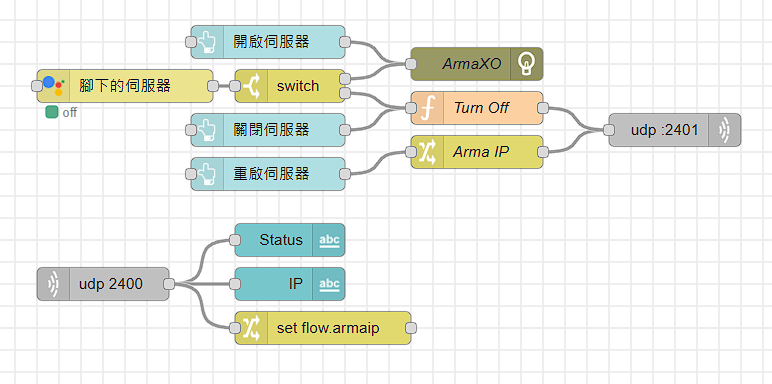 開啟伺服器
ArmaXO
腳下的伺服器
switch
off
Turn Off
關閉伺服器
udp :2401
重啟伺服器
Arma IP
Status
abc
udp 2400
IP
abc
set flow.armaip